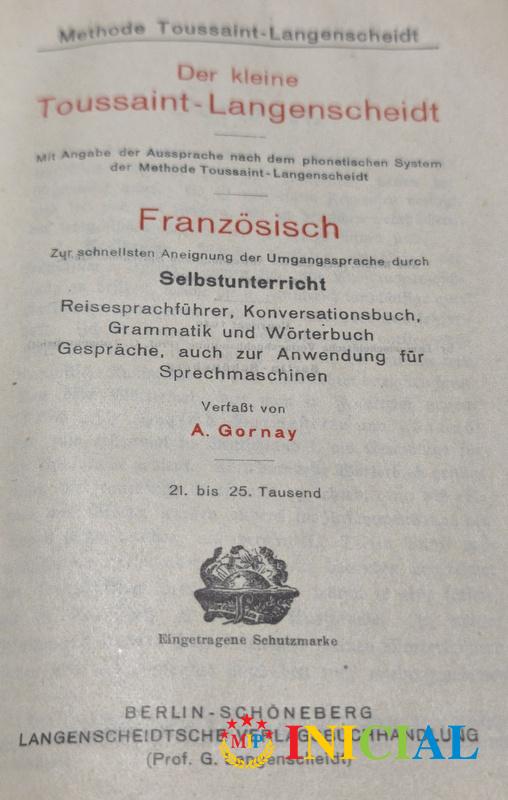 Methode Toussaint-Langenscheidt
Der kleine
Toussaint-Langenscheidt
Mit Angabe der Aussprache nach dem phonetischen System
der Methode Toussaint-Langenscheidt
Französisch
Zur schnellsten Aneignung der Umgangssprache durch
Selbstunterricht
Reisesprachführer, Konversationsbuch,
Grammatik und Wörterbuch
Gespräche, auch zur Anwendung für
Sprechmaschinen
Verfaßt von
A. Gornay
21. bis 25. Tausend
Eingetragene Schutzmarke
BERLIN-SCHÖNEBERG
LANGENSCHEIDTSCHE VERLAGSBUCHHANDLUNG
(Prof. G. Langenscheidt)
MP INICIAL